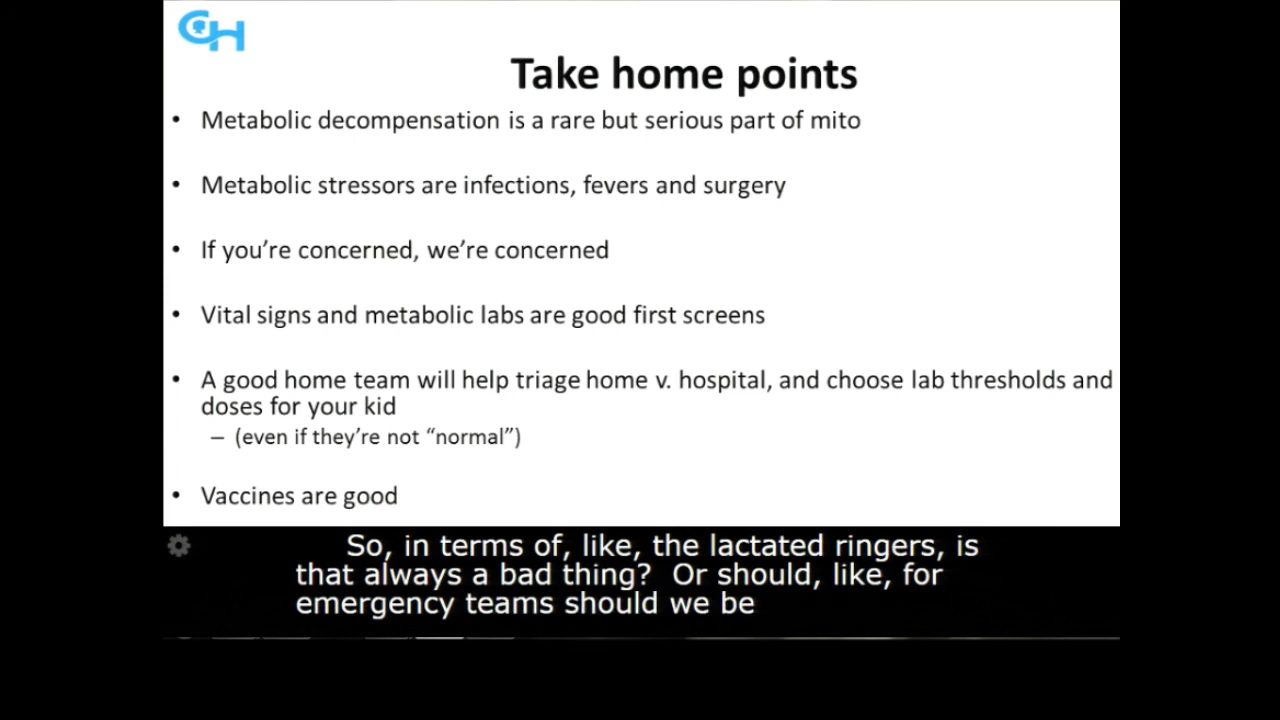 CH
Take home points
• Metabolic decompensation is a rare but serious part of mito
• Metabolic stressors are infections, fevers and surgery
• If you’re concerned, we’re concerned
• Vital signs and metabolic labs are good first screens
• A good home team will help triage home v. hospital, and choose lab thresholds and
doses for your kid
– (even if they’re not “normal”)
• Vaccines are good
So, in terms of, like, the lactated ringers, is
that always a bad thing? Or should, like, for
emergency teams should we be